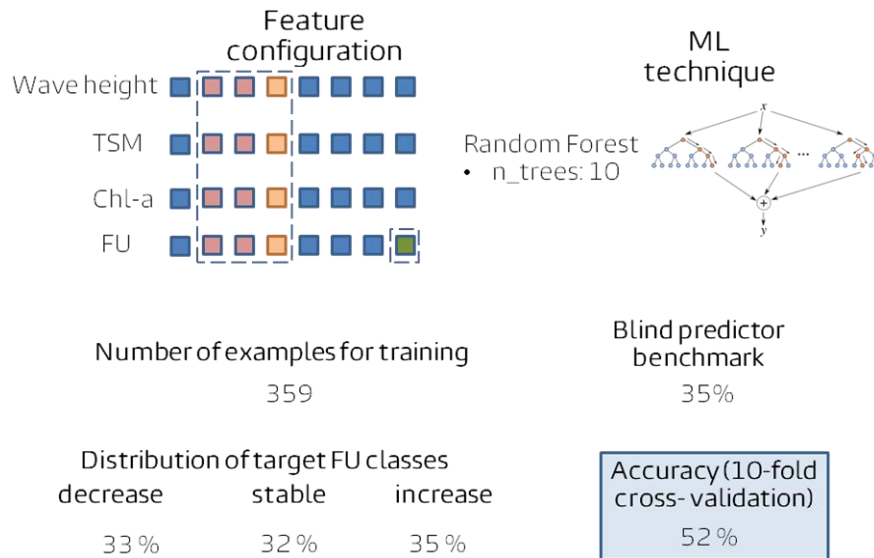 Feature
configuration
ML
technique
Wave height
TSM
Chl-a
FU
Random Forest
• n_trees: 10
x
...
+
y
Number of examples for training
359
Blind predictor
benchmark
35%
Distribution of target FU classes
decrease stable increase
33 % 32 % 35 %
Accuracy (10-fold
cross- validation)
52 %